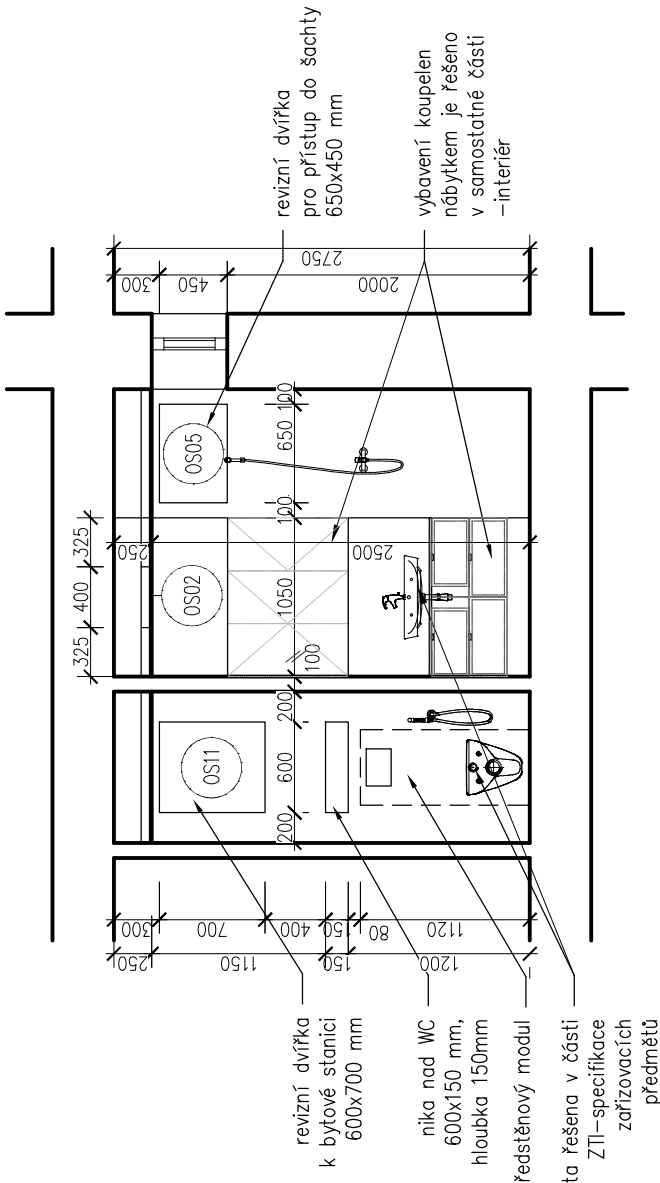 revizní dvířka
pro přístup do šachty
650x450 mm
vybavení koupelen
nábytkem je řešeno
v samostatné části
-interiér
2750
300
450
2000
325
400
325
250
OS05
OS02
100
650
100
1050
100
2500
OS11
200
600
200
300
700
400
150
80
1120
250
1150
150
1200
revizní dvířka
k bytové stanici
600x700 mm
nika nad WC
600x150 mm,
hloubka 150mm
ředstěnový modul
ta řešena v části
ZTI-specifikace
zařizovacích
předmětů